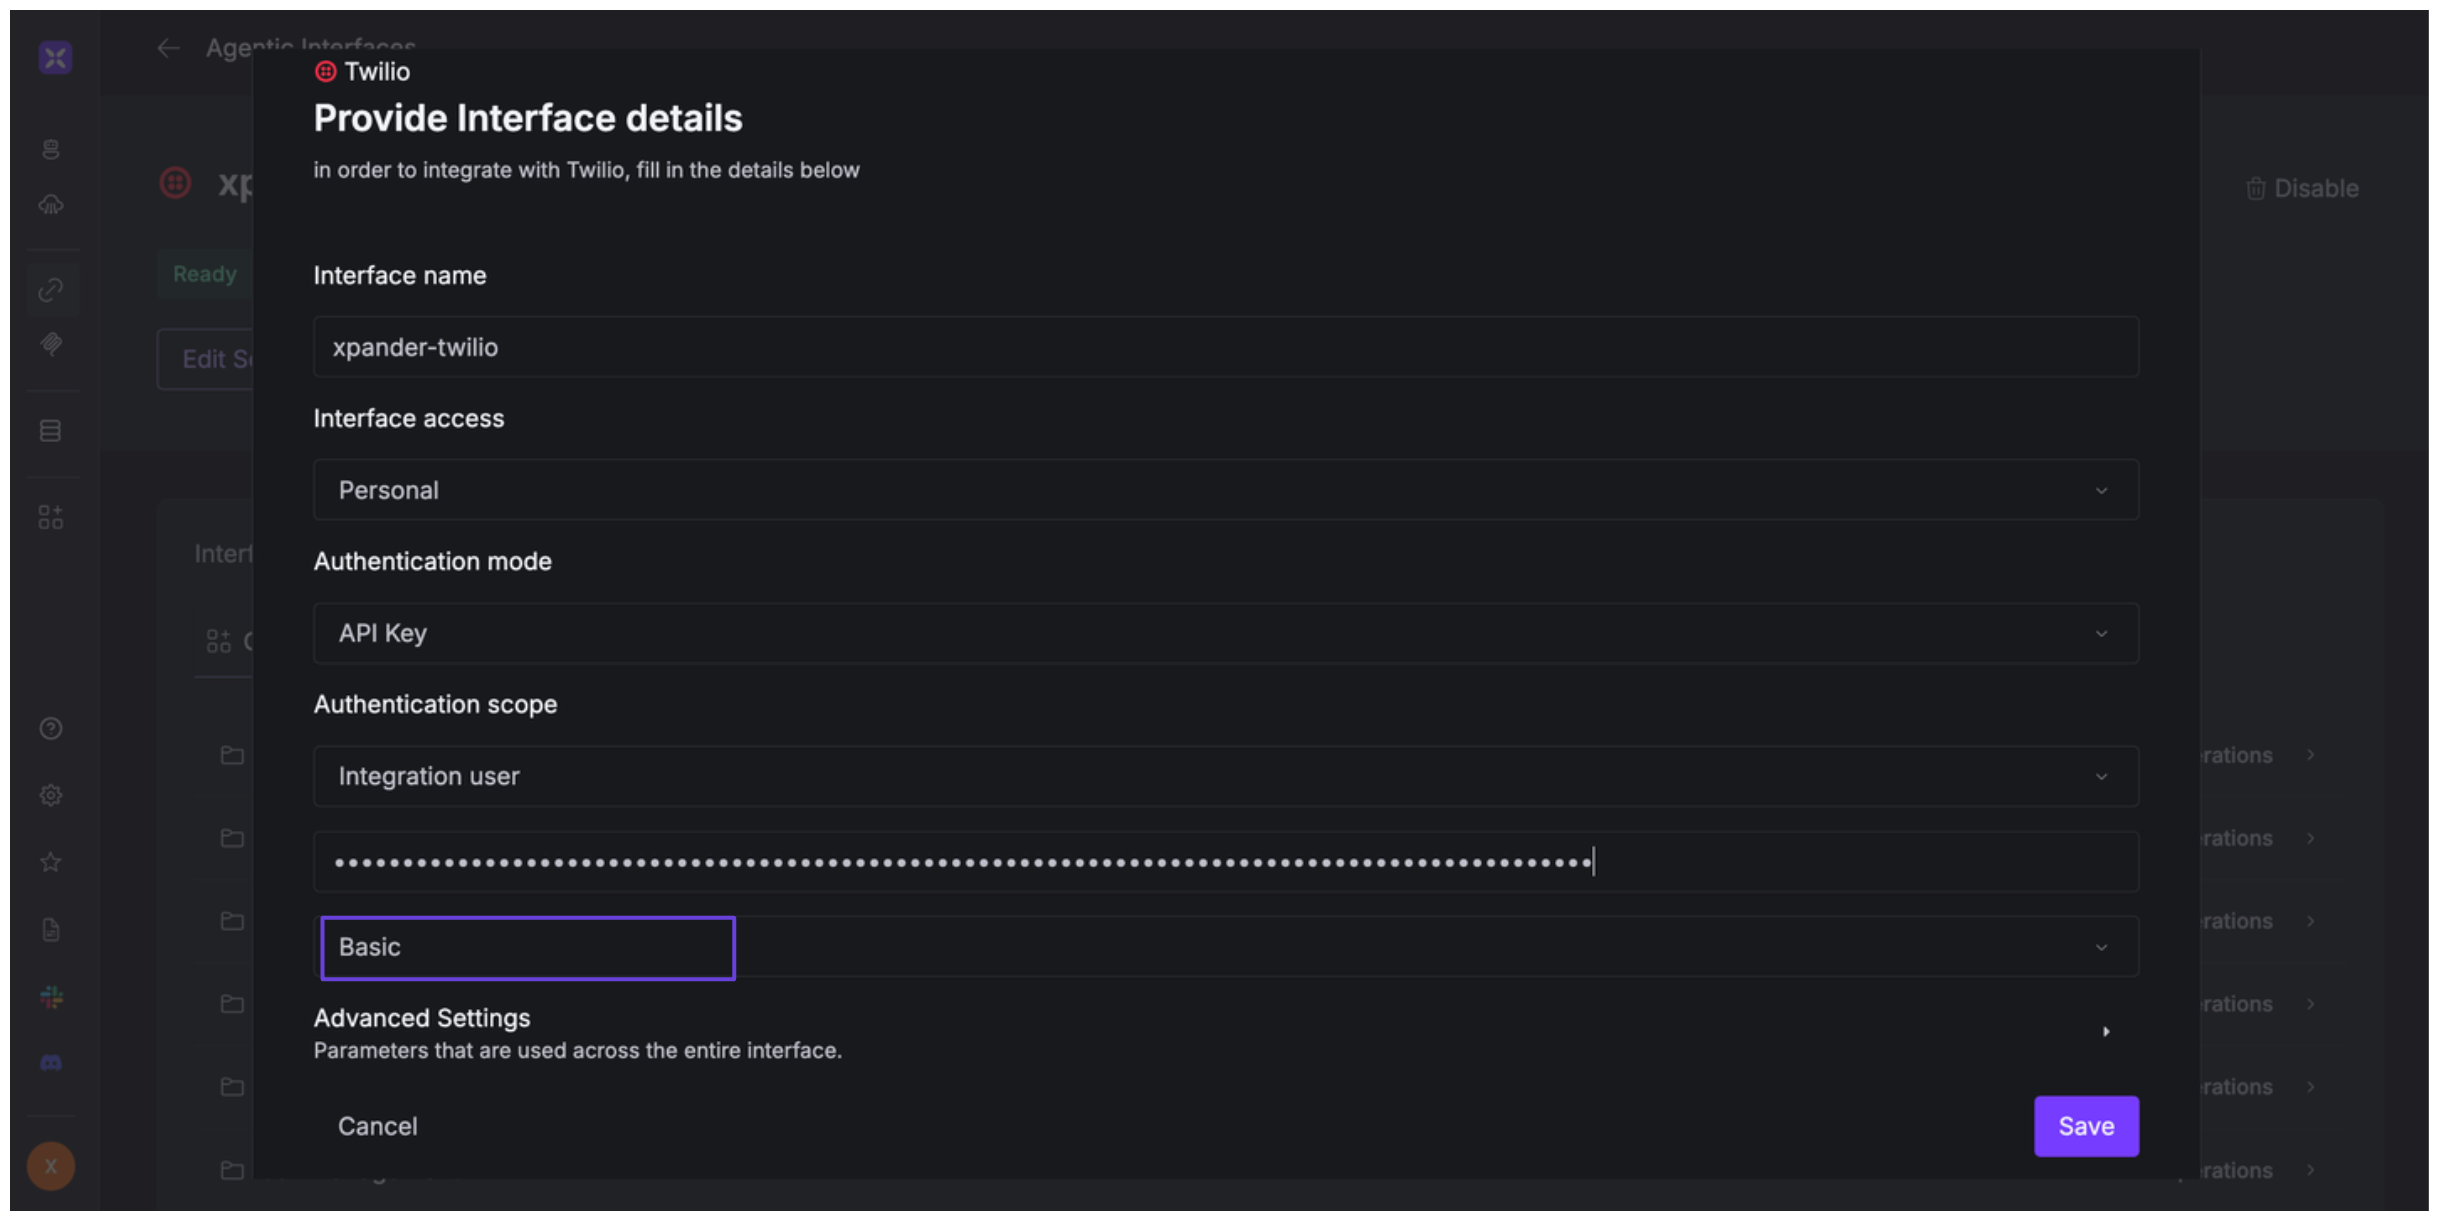 Agentic Interfaces
Twilio
Provide Interface details
in order to integrate with Twilio, fill in the details below
xp
Disable
Ready
Interface name
Edit Se
xpander-twilio
Interface access
Personal
Interf
Authentication mode
API Key
Authentication scope
Integration user
rations
rations
rations
Basic
rations
Advanced Settings
Parameters that are used across the entire interface.
rations
Cancel
Save
X
rations